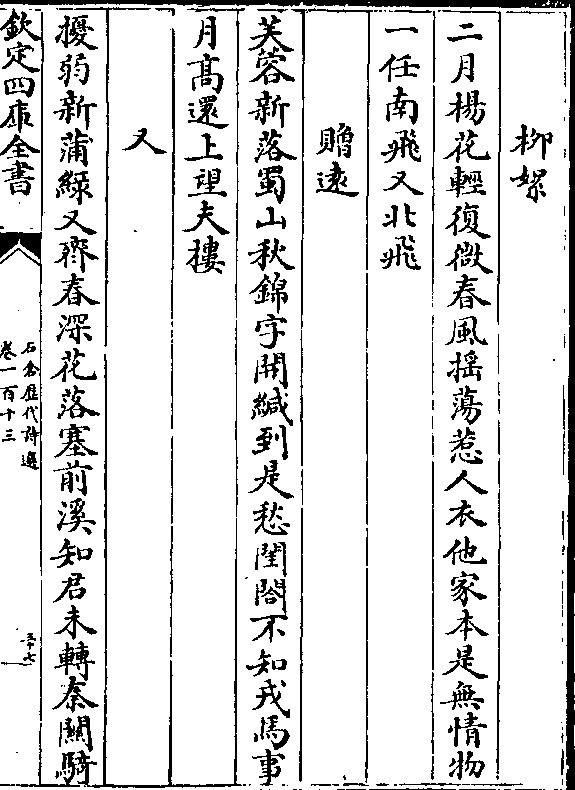 柳絮
二月楊花輕復微春風揺蕩惹人衣他家本是無情物
一任南飛又北飛
贈逺
芙蓉新落蜀山秋錦字開緘到是愁閨閤不知戎馬事
月髙還上望夫樓
又
擾弱新蒲緑又齊春深花落塞前溪知君未轉秦闗騎
欽定四庫全書
石倉歴代詩選
卷一百十三
三十七